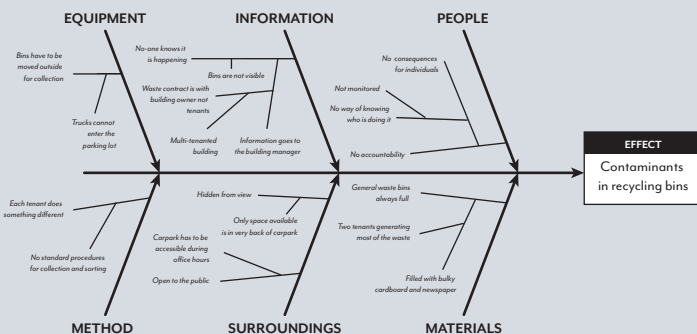 EQUIPMENT
INFORMATION
PEOPLE
Bins have to be
moved outside
for collection
Trucks cannot
enter the
parking lot
No-one knows it
is happening
Bins are not visible
Waste contract is with
building owner not
tenants
Multi-tenanted
building
Information goes to
the building manager
No consequences
for individuals
Not monitored
No way of knowing
who is doing it
No accountability
EFFECT
Contaminants
in recycling bins
Each tenant does
something different
No standard procedures
for collection and sorting
Hidden from view
Only space available
is in very back of carpark
Carpark has to be
accessible during
office hours
Open to the public
General waste bins
always full
Two tenants generating
most of the waste
Filled with bulky
cardboard and newspaper
METHOD
SURROUNDINGS
MATERIALS